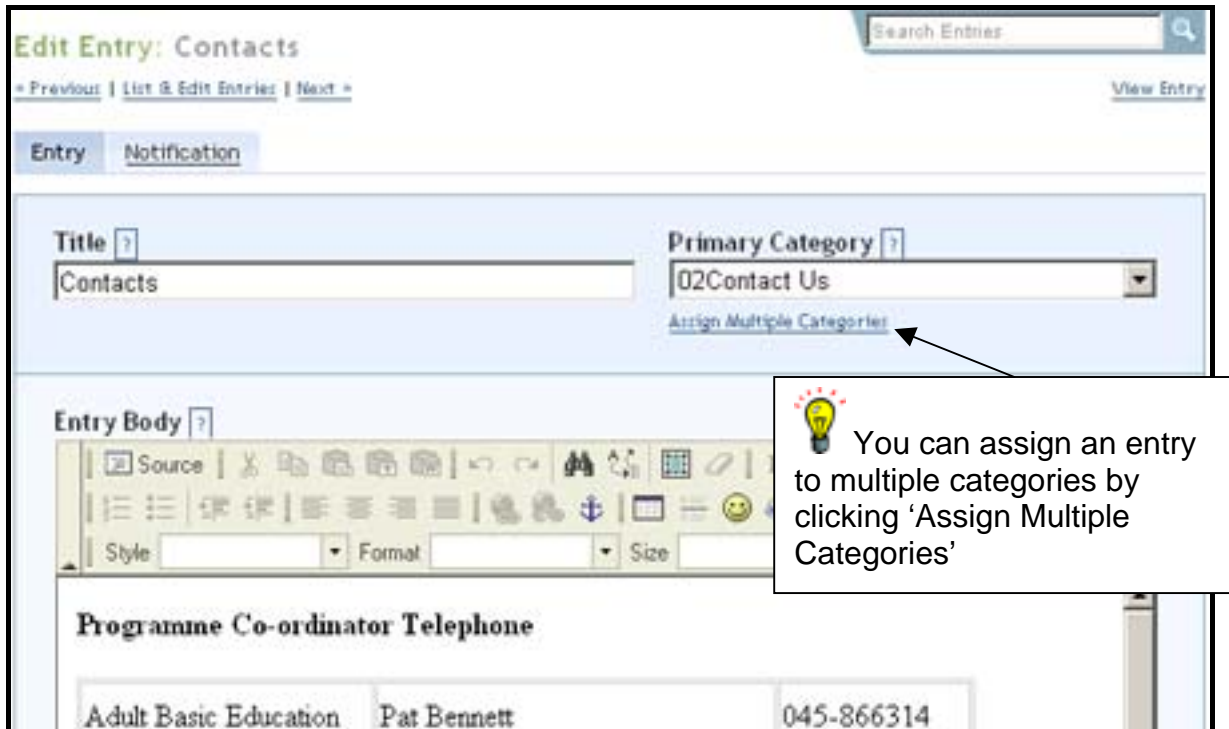 Search Entries
Edit Entry: Contacts
« Previous | List & Edit Entries | Next »
View Entry
Entry Notification
Title ? Primary Category ?
Contacts 02Contact Us
Assign Multiple Categories
You can assign an entry
to multiple categories by
clicking ‘Assign Multiple
Categories’
Entry Body ?
Source
Style Format Size
Programme Co-ordinator Telephone
Adult Basic Education Pat Bennett 045-866314